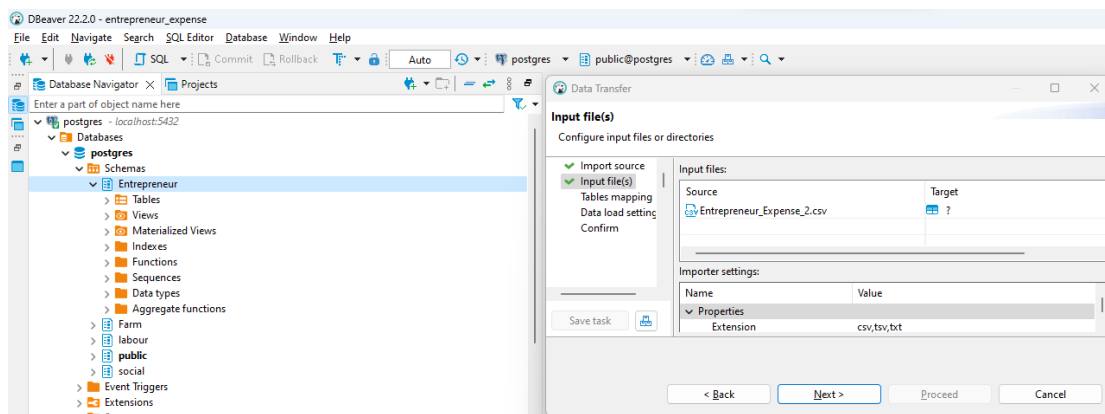 DBeaver 22.2.0 - entrepreneur_expense
File Edit Navigate Search SQL Editor Database Window Help
SQL Commit Rollback Auto postgres public@postgres
Database Navigator Projects
Enter a part of object name here
postgres - localhost:5432
Databases
postgres
Schemas
Entrepreneur
Tables
Views
Materialized Views
Indexes
Functions
Sequences
Data types
Aggregate functions
Farm
labour
public
social
Event Triggers
Extensions
Data Transfer
Input file(s)
Configure input files or directories
Import source
Input file(s)
Tables mapping
Data load setting
Confirm
Save task
Input files:
Source Target
Entrepreneur_Expense_2.csv ?
Importer settings:
Name Value
Properties
Extension csv,tsv,txt
< Back Next > Proceed Cancel